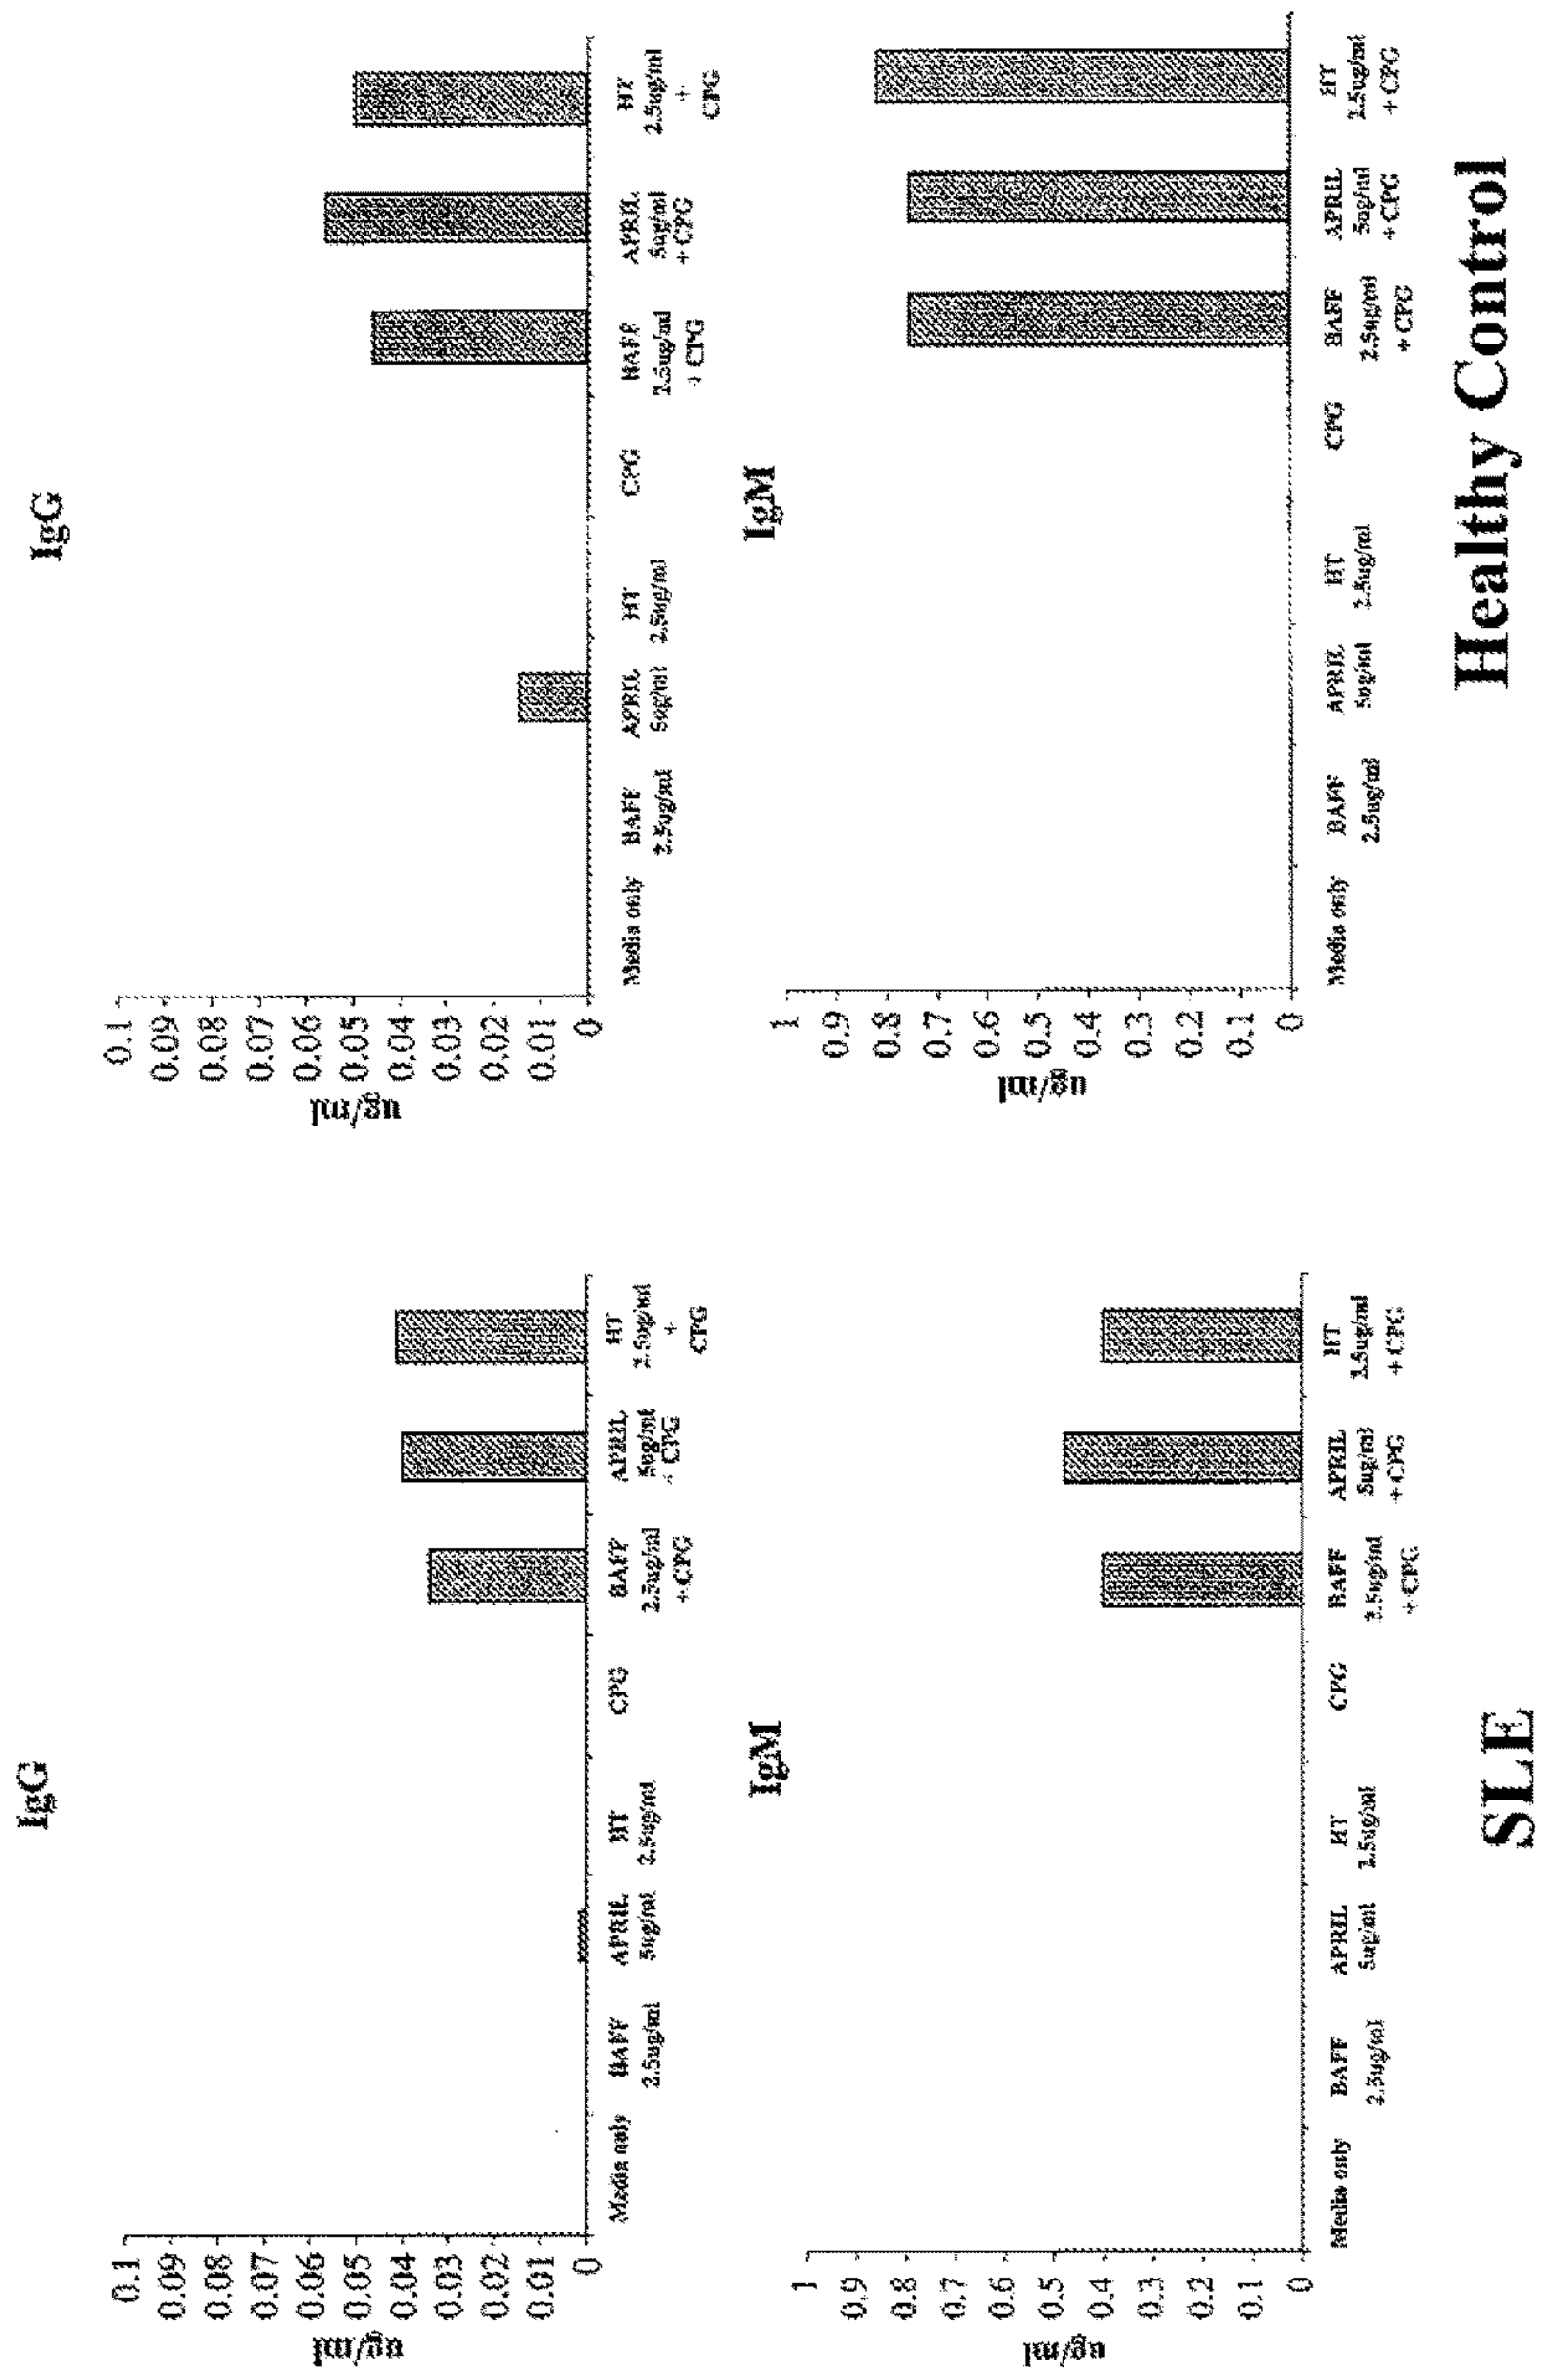 IgG
ug/ml
0.1
0.09
0.08
0.07
0.06
0.05
0.04
0.03
0.02
0.01
0
Media only
BAFF
2.5ug/ml
APRIL
5ug/ml
HT
2.5ug/ml
CPG
BAFF
2.5ug/ml
+ CPG
APRIL
5ug/ml
+ CPG
HT
2.5ug/ml
+
CPG
IgM
ug/ml
1
0.9
0.8
0.7
0.6
0.5
0.4
0.3
0.2
0.1
0
Media only
BAFF
2.5ug/ml
APRIL
5ug/ml
HT
2.5ug/ml
CPG
BAFF
2.5ug/ml
+ CPG
APRIL
5ug/ml
+ CPG
HT
2.5ug/ml
+ CPG
SLE
IgG
ug/ml
0.1
0.09
0.08
0.07
0.06
0.05
0.04
0.03
0.02
0.01
0
Media only
BAFF
2.5ug/ml
APRIL
5ug/ml
HT
2.5ug/ml
CPG
BAFF
2.5ug/ml
+ CPG
APRIL
5ug/ml
+ CPG
HT
2.5ug/ml
+
CPG
IgM
ug/ml
1
0.9
0.8
0.7
0.6
0.5
0.4
0.3
0.2
0.1
0
Media only
BAFF
2.5ug/ml
APRIL
5ug/ml
HT
2.5ug/ml
CPG
BAFF
2.5ug/ml
+ CPG
APRIL
5ug/ml
+ CPG
HT
2.5ug/ml
+ CPG
Healthy Control